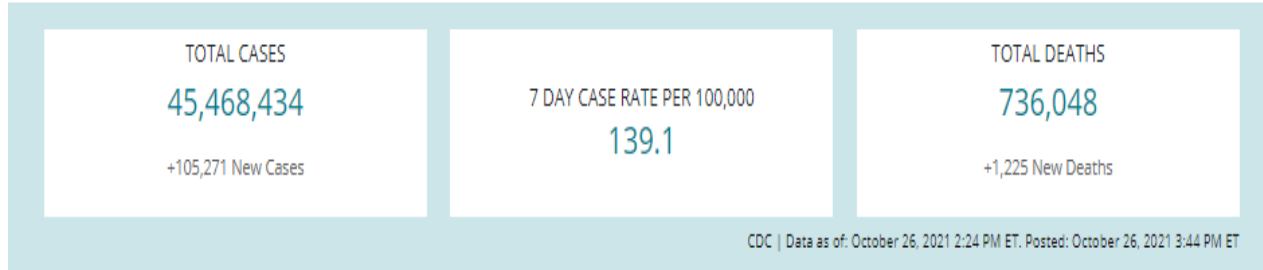 TOTAL CASES
45,468,434
+105,271 New Cases
7 DAY CASE RATE PER 100,000
139.1
TOTAL DEATHS
736,048
+1,225 New Deaths
CDC | Data as of: October 26, 2021 2:24 PM ET. Posted: October 26, 2021 3:44 PM ET